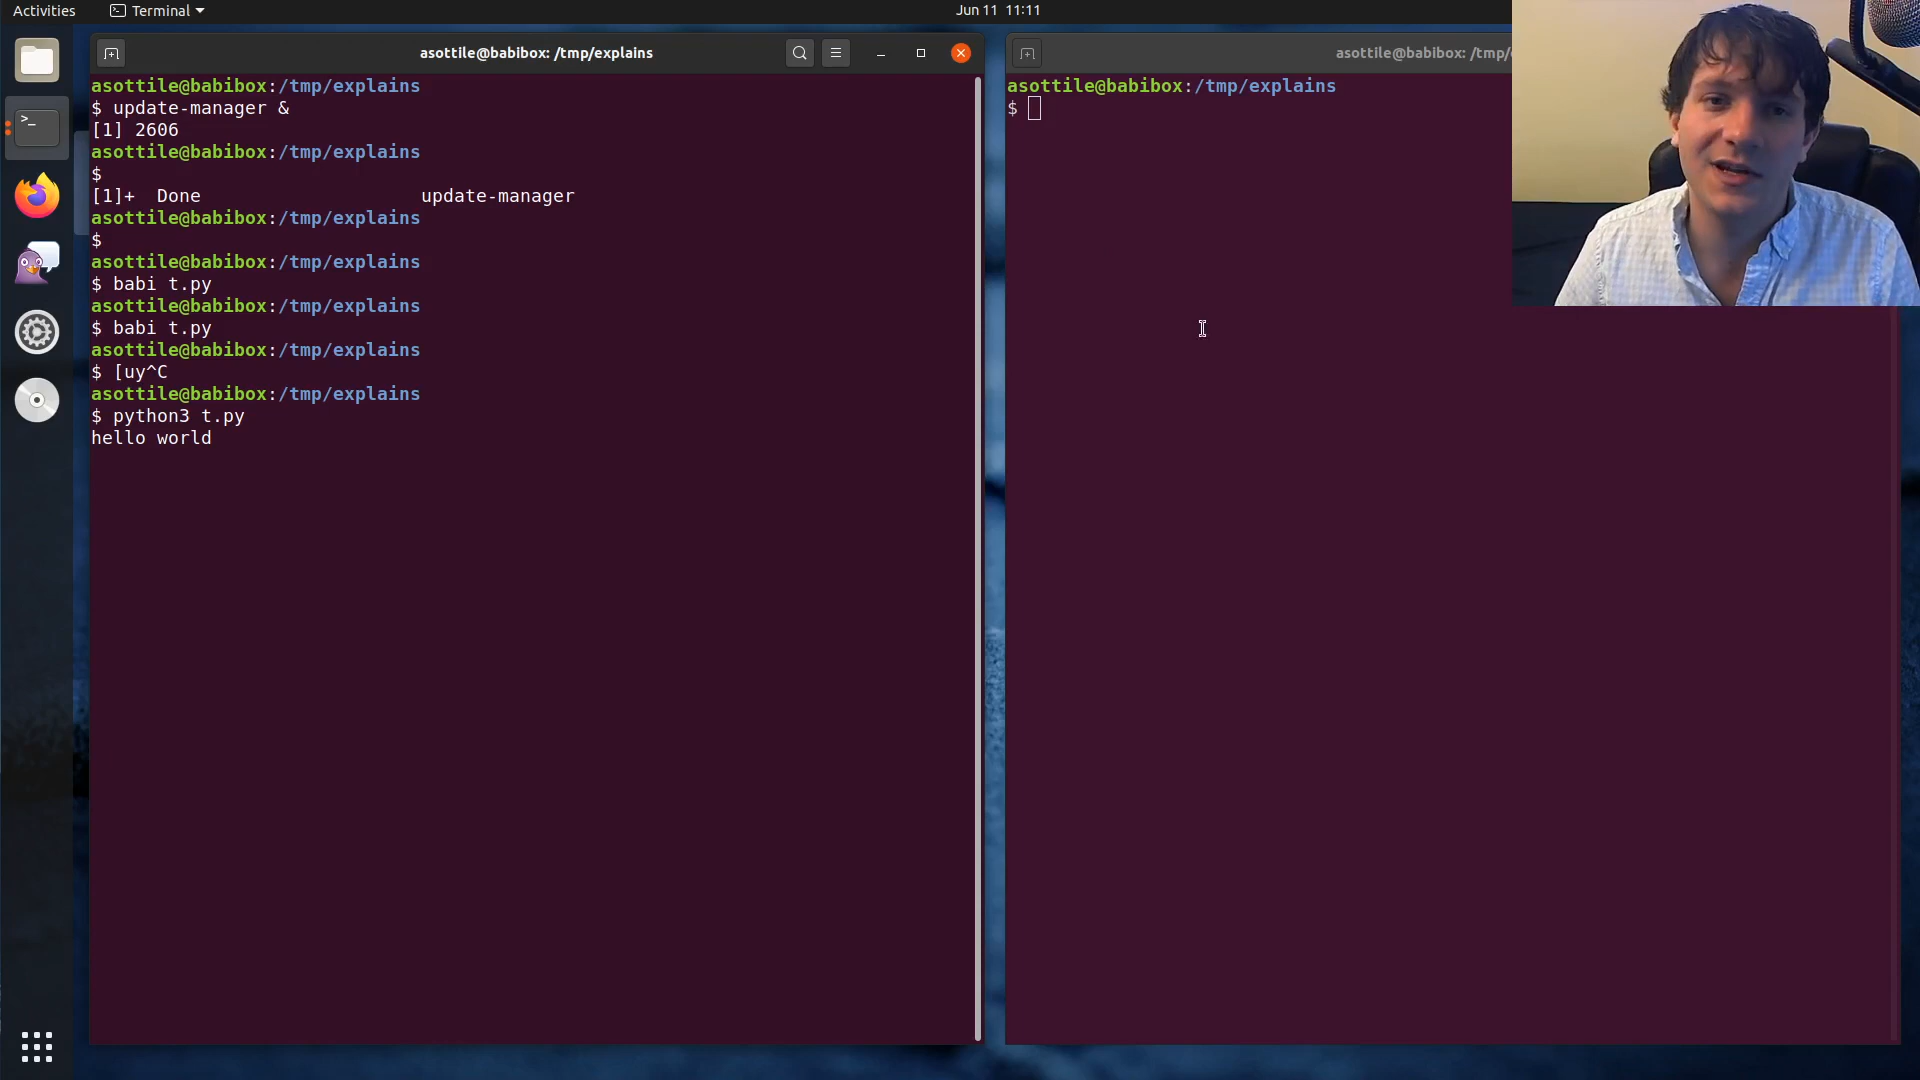 Activities
Terminal
Jun 11 11:11
asottile@babibox: /tmp/explains
asottile@babibox:/tmp/explains
$ update-manager &
[1] 2606
asottile@babibox:/tmp/explains
$
[1]+  Done                    update-manager
asottile@babibox:/tmp/explains
$
asottile@babibox:/tmp/explains
$ babi t.py
asottile@babibox:/tmp/explains
$ babi t.py
asottile@babibox:/tmp/explains
$ [uy^C
asottile@babibox:/tmp/explains
$ python3 t.py
hello world
asottile@babibox: /tmp/
asottile@babibox:/tmp/explains
$